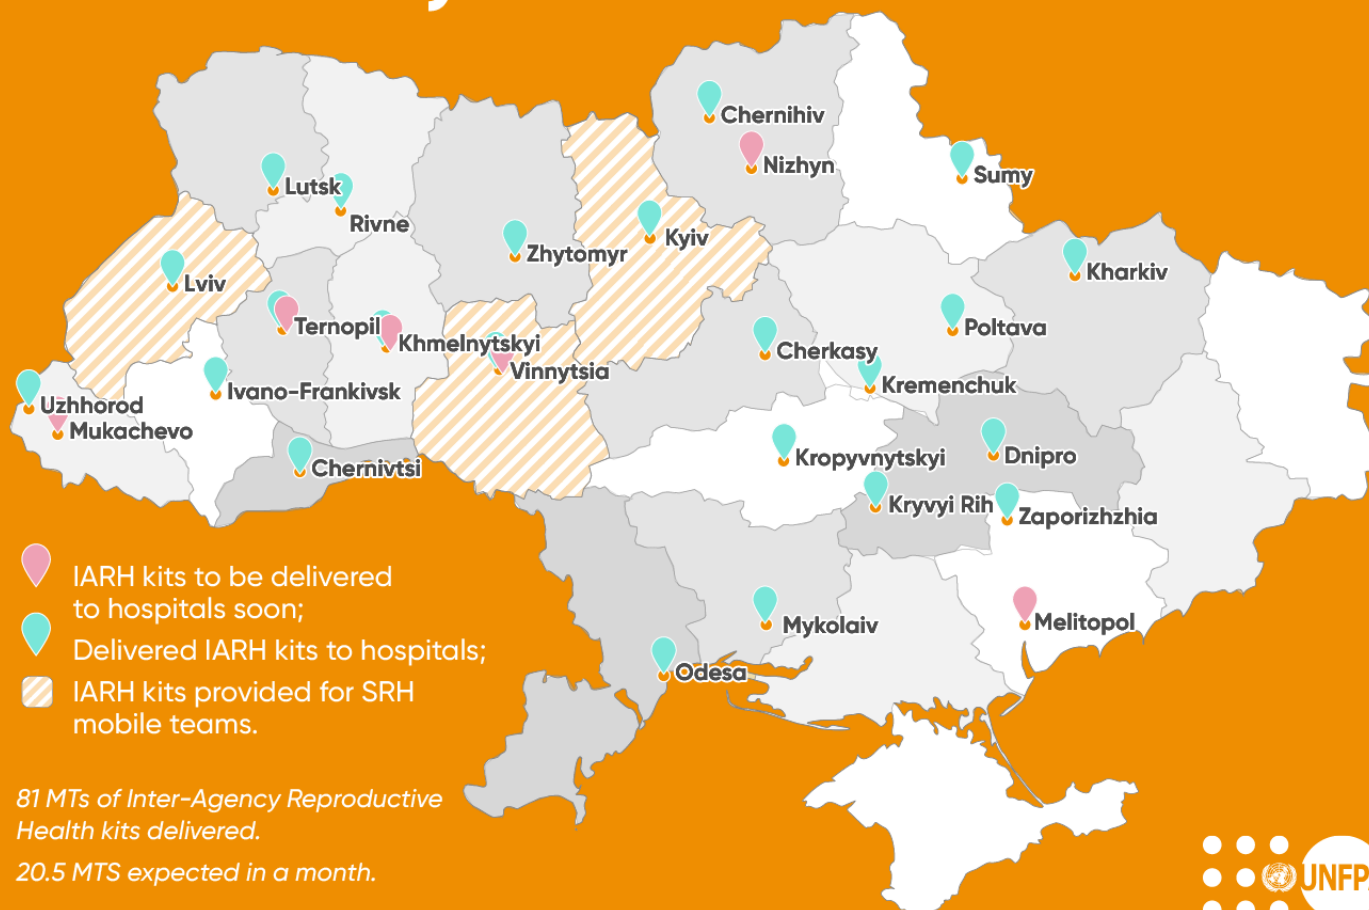 Chernihiv
Nizhyn
Sumy
Lutsk
Rivne
Kyiv
Zhytomyr
Kharkiv
Lviv
Ternopil
Poltava
Khmelnytskyi
Cherkasy
Vinnytsia
Kremenchuk
Ivano-Frankivsk
Uzhhorod
Mukachevo
Dnipro
Kropyvnytskyi
Chernivtsi
Kryvyi Rih
Zaporizhzhia
Melitopol
Mykolaiv
Odesa
IARH kits to be delivered
to hospitals soon;
Delivered IARH kits to hospitals;
IARH kits provided for SRH
mobile teams.
81 MTs of Inter-Agency Reproductive
Health kits delivered.
20.5 MTS expected in a month.
UNFP